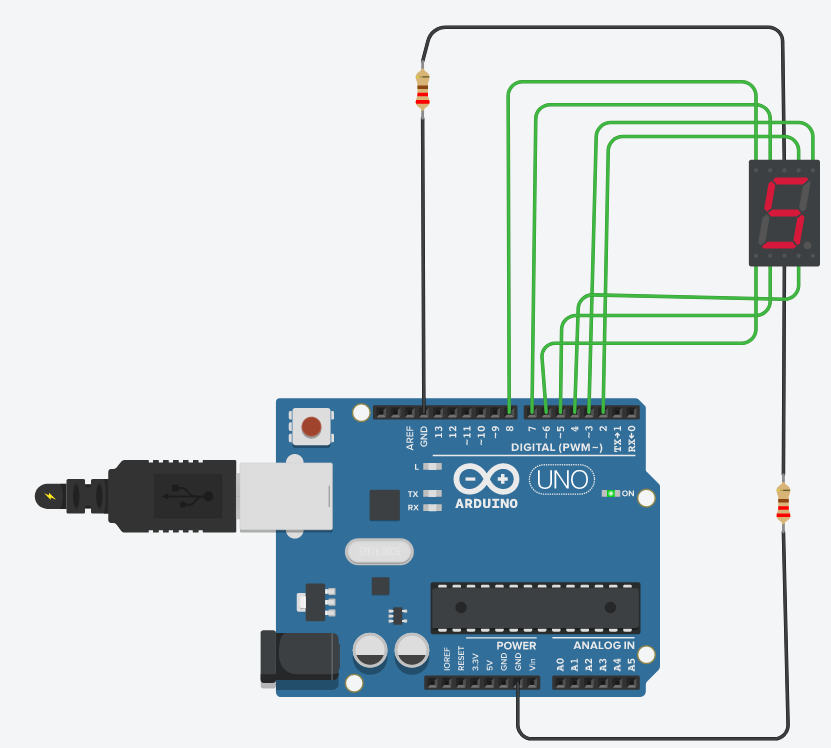 5
AREF
GND
13
12
~11
~10
~9
8
7
~6
~5
4
~3
2
TX→1
RX←0
DIGITAL (PWM~)
L
TX
RX
UNO
ON
ARDUINO
POWER
ANALOG IN
IOREF
RESET
3.3V
5V
GND
GND
Vin
A0
A1
A2
A3
A4
A5